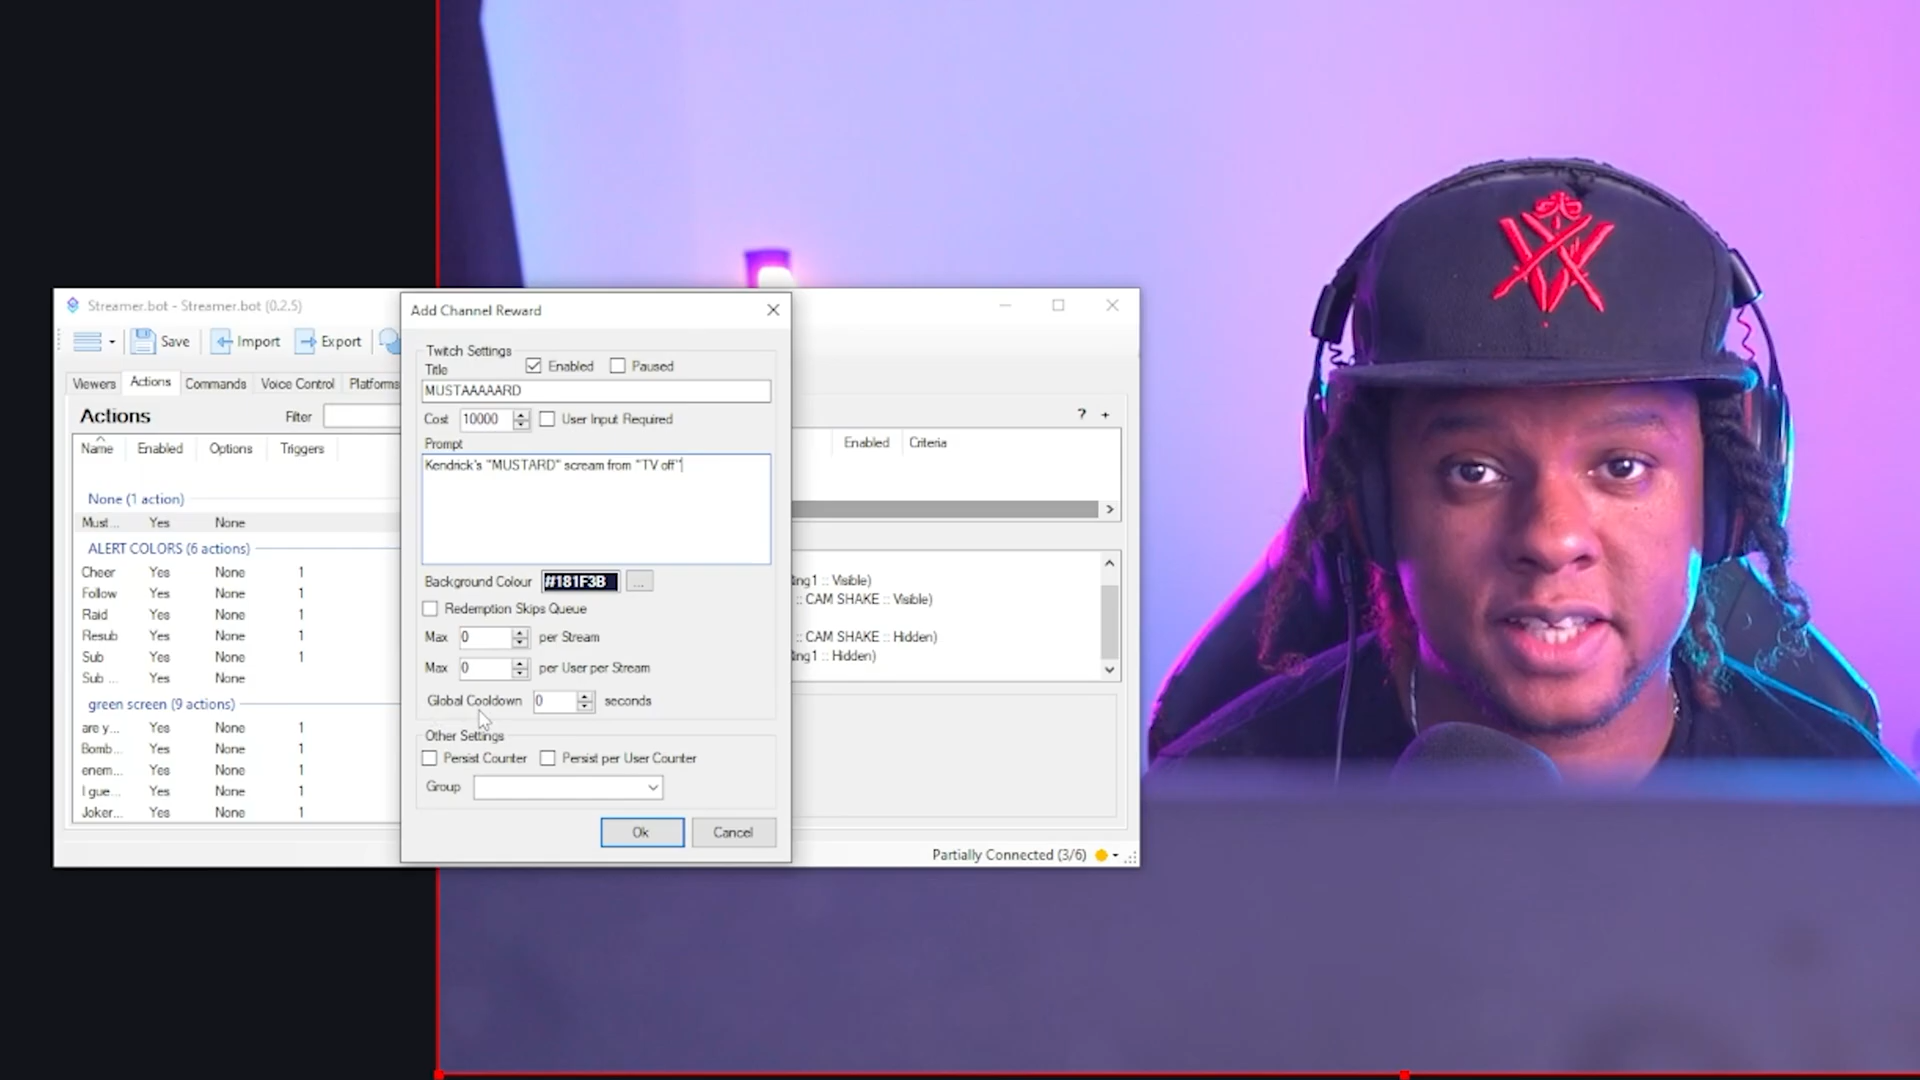 Streamer.bot - Streamer.bot (0.2.5)
Save Import Export
Viewers Actions Commands Voice Control Platforms
Actions Filter
Name Enabled Options Triggers
None (1 action)
Must... Yes None
ALERT COLORS (6 actions)
Cheer Yes None 1
Follow Yes None 1
Raid Yes None 1
Resub Yes None 1
Sub Yes None 1
Sub ... Yes None
green screen (9 actions)
are y... Yes None 1
Bomb... Yes None 1
enem... Yes None 1
I gue... Yes None 1
Joker... Yes None 1
Add Channel Reward
Twitch Settings
Enabled Paused
Title
MUSTAAAAARD
Cost 10000 User Input Required
Prompt
Kendrick's "MUSTARD" scream from "TV off"
Background Colour #181F3B ...
Redemption Skips Queue
Max 0 per Stream
Max 0 per User per Stream
Global Cooldown 0 seconds
Other Settings
Persist Counter Persist per User Counter
Group
Ok Cancel
? +
Enabled Criteria
:: Visible)
:: CAM SHAKE :: Visible)
:: CAM SHAKE :: Hidden)
:: Hidden)
Partially Connected (3/6)